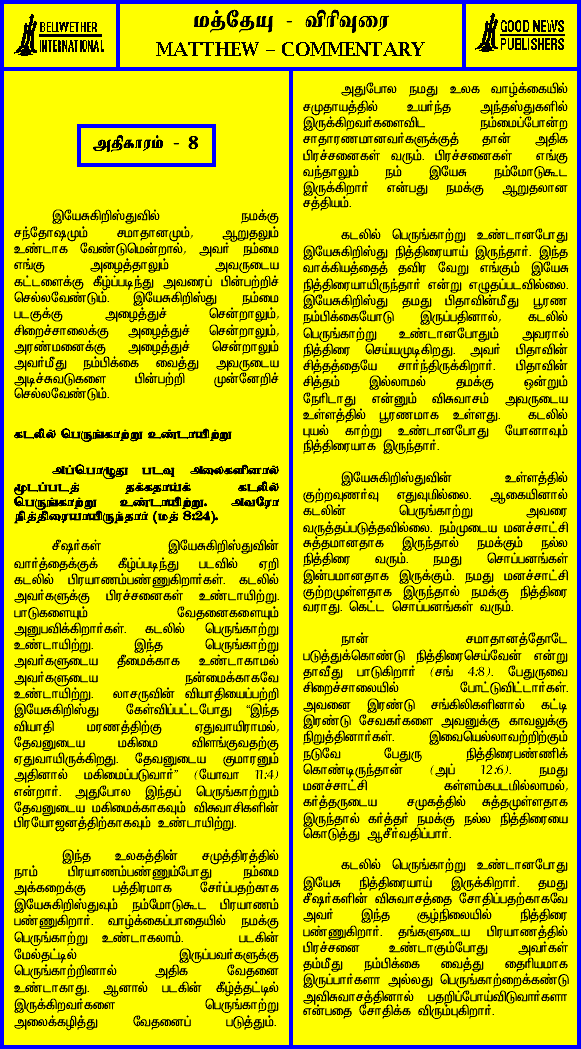 BELIWETHER
INTERNATIONAL
மத்தேயு - விரிவுரை
MATTHEW – COMMENTARY
GOOD NEWS
PUBLISHERS
அதிகாரம் - 8
இயேசுகிறிஸ்துவில் நமக்கு
சந்தோஷமும் சமாதானமும், ஆறுதலும்
உண்டாக வேண்டுமென்றால், அவர் நம்மை
எங்கு அழைத்தாலும் அவருடைய
கட்டளைக்கு கீழ்ப்படிந்து அவரைப் பின்பற்றிச்
செல்லவேண்டும். இயேசுகிறிஸ்து நம்மை
படகுக்கு அழைத்துச் சென்றாலும்,
சிறைச்சாலைக்கு அழைத்துச் சென்றாலும்,
அரண்மனைக்கு அழைத்துச் சென்றாலும்
அவர்மீது நம்பிக்கை வைத்து அவருடைய
அடிச்சுவடுகளை பின்பற்றி முன்னேறிச்
செல்லவேண்டும்.
கடலில் பெருங்காற்று உண்டாயிற்று
அப்பொழுது படவு அலைகளினால்
மூடப்படத் தக்கதாய்க் கடலில்
பெருங்காற்று உண்டாயிற்று. அவரோ
நித்திரையாயிருந்தார் (மத் 8:24).
சீஷர்கள் இயேசுகிறிஸ்துவின்
வார்த்தைக்குக் கீழ்ப்படிந்து படவில் ஏறி
கடலில் பிரயாணம்பண்ணுகிறார்கள். கடலில்
அவர்களுக்கு பிரச்சனைகள் உண்டாயிற்று.
பாடுகளையும் வேதனைகளையும்
அனுபவிக்கிறார்கள். கடலில் பெருங்காற்று
உண்டாயிற்று. இந்த பெருங்காற்று
அவர்களுடைய தீமைக்காக உண்டாகாமல்
அவர்களுடைய நன்மைக்காகவே
உண்டாயிற்று. லாசருவின் வியாதியைப்பற்றி
இயேசுகிறிஸ்து கேள்விப்பட்டபோது “இந்த
வியாதி மரணத்திற்கு ஏதுவாயிராமல்,
தேவனுடைய மகிமை விளங்குவதற்கு
ஏதுவாயிருக்கிறது. தேவனுடைய குமாரனும்
அதினால் மகிமைப்படுவார்” (யோவா 11:4)
என்றார். அதுபோல இந்தப் பெருங்காற்றும்
தேவனுடைய மகிமைக்காகவும் விசுவாசிகளின்
பிரயோஜனத்திற்காகவும் உண்டாயிற்று.
இந்த உலகத்தின் சமுத்திரத்தில்
நாம் பிரயாணம்பண்ணும்போது நம்மை
அக்கரைக்கு பத்திரமாக சேர்ப்பதற்காக
இயேசுகிறிஸ்துவும் நம்மோடுகூட பிரயாணம்
பண்ணுகிறார். வாழ்க்கைப்பாதையில் நமக்கு
பெருங்காற்று உண்டாகலாம். படகின்
மேல்தட்டில் இருப்பவர்களுக்கு
பெருங்காற்றினால் அதிக வேதனை
உண்டாகாது. ஆனால் படகின் கீழ்த்தட்டில்
இருக்கிறவர்களை பெருங்காற்று
அலைக்கழித்து வேதனைப் படுத்தும்.
அதுபோல நமது உலக வாழ்க்கையில்
சமுதாயத்தில் உயர்ந்த அந்தஸ்துகளில்
இருக்கிறவர்களைவிட நம்மைப்போன்ற
சாதாரணமானவர்களுக்குத் தான் அதிக
பிரச்சனைகள் வரும். பிரச்சனைகள் எங்கு
வந்தாலும் நம் இயேசு நம்மோடுகூட
இருக்கிறார் என்பது நமக்கு ஆறுதலான
சத்தியம்.
கடலில் பெருங்காற்று உண்டானபோது
இயேசுகிறிஸ்து நித்திரையாய் இருந்தார். இந்த
வாக்கியத்தைத் தவிர வேறு எங்கும் இயேசு
நித்திரையாயிருந்தார் என்று எழுதப்படவில்லை.
இயேசுகிறிஸ்து தமது பிதாவின்மீது பூரண
நம்பிக்கையோடு இருப்பதினால், கடலில்
பெருங்காற்று உண்டானபோதும் அவரால்
நித்திரை செய்யமுடிகிறது. அவர் பிதாவின்
சித்தத்தையே சார்ந்திருக்கிறார். பிதாவின்
சித்தம் இல்லாமல் தமக்கு ஒன்றும்
நேரிடாது என்னும் விசுவாசம் அவருடைய
உள்ளத்தில் பூரணமாக உள்ளது. கடலில்
புயல் காற்று உண்டானபோது யோனாவும்
நித்திரையாக இருந்தார்.
இயேசுகிறிஸ்துவின் உள்ளத்தில்
குற்றவுணர்வு எதுவுமில்லை. ஆகையினால்
கடலின் பெருங்காற்று அவரை
வருத்தப்படுத்தவில்லை. நம்முடைய மனச்சாட்சி
சுத்தமானதாக இருந்தால் நமக்கும் நல்ல
நித்திரை வரும். நமது சொப்பனங்கள்
இன்பமானதாக இருக்கும். நமது மனச்சாட்சி
குற்றமுள்ளதாக இருந்தால் நமக்கு நித்திரை
வராது. கெட்ட சொப்பனங்கள் வரும்.
நான் சமாதானத்தோடே
படுத்துக்கொண்டு நித்திரைசெய்வேன் என்று
தாவீது பாடுகிறார் (சங் 4:8). பேதுருவை
சிறைச்சாலையில் போட்டுவிட்டார்கள்.
அவனை இரண்டு சங்கிலிகளினால் கட்டி
இரண்டு சேவகர்களை அவனுக்கு காவலுக்கு
நிறுத்தினார்கள். இவையெல்லாவற்றிற்கும்
நடுவே பேதுரு நித்திரைபண்ணிக்
கொண்டிருந்தான் (அப் 12:6). நமது
மனச்சாட்சி கள்ளம்கபடமில்லாமல்,
கர்த்தருடைய சமுகத்தில் சுத்தமுள்ளதாக
இருந்தால் கர்த்தர் நமக்கு நல்ல நித்திரையை
கொடுத்து ஆசீர்வதிப்பார்.
கடலில் பெருங்காற்று உண்டானபோது
இயேசு நித்திரையாய் இருக்கிறார். தமது
சீஷர்களின் விசுவாசத்தை சோதிப்பதற்காகவே
அவர் இந்த சூழ்நிலையில் நித்திரை
பண்ணுகிறார். தங்களுடைய பிரயாணத்தில்
பிரச்சனை உண்டாகும்போது அவர்கள்
தம்மீது நம்பிக்கை வைத்து தைரியமாக
இருப்பார்களா அல்லது பெருங்காற்றைக்கண்டு
அவிசுவாசத்தினால் பதறிப்போய்விடுவார்களா
என்பதை சோதிக்க விரும்புகிறார்.